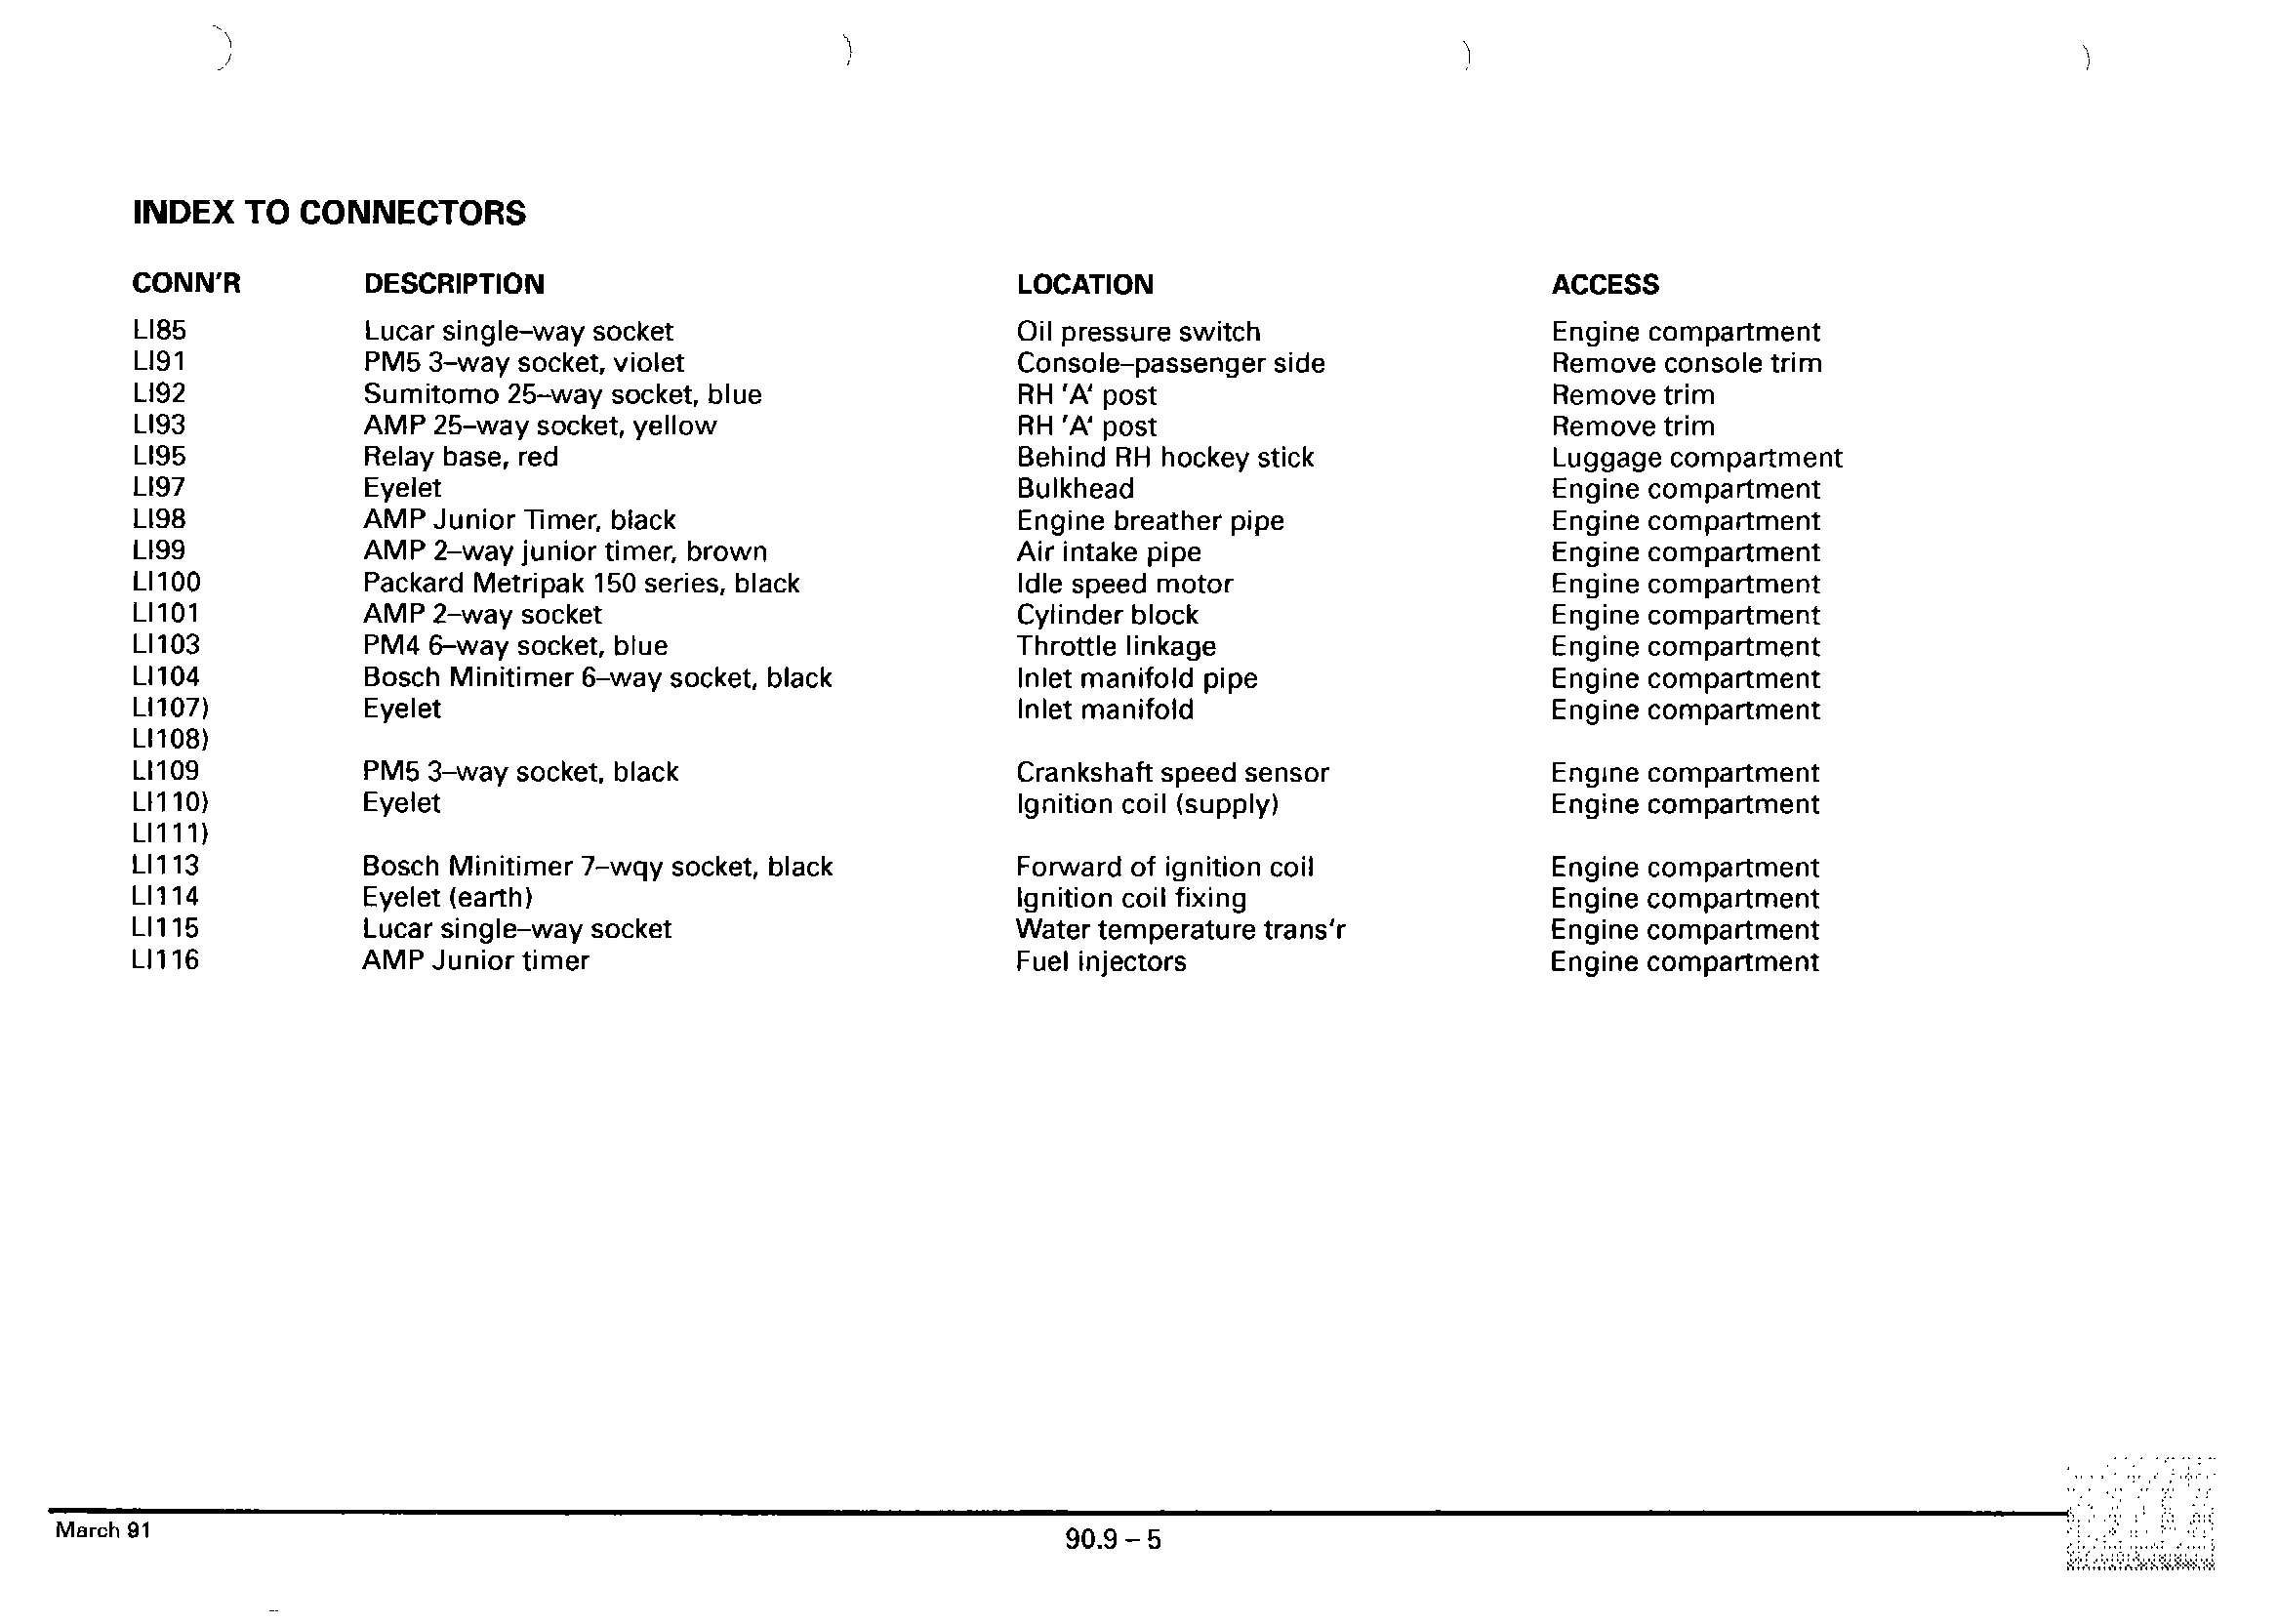 INDEX TO CONNECTORS
CONN'R DESCRIPTION LOCATION ACCESS
LI85 Lucar single–way socket Oil pressure switch Engine compartment
LI91 PM5 3–way socket, violet Console–passenger side Remove console trim
LI92 Sumitomo 25–way socket, blue RH 'A' post Remove trim
LI93 AMP 25–way socket, yellow RH 'A' post Remove trim
LI95 Relay base, red Behind RH hockey stick Luggage compartment
LI97 Eyelet Bulkhead Engine compartment
LI98 AMP Junior Timer, black Engine breather pipe Engine compartment
LI99 AMP 2–way junior timer, brown Air intake pipe Engine compartment
LI100 Packard Metripak 150 series, black Idle speed motor Engine compartment
LI101 AMP 2–way socket Cylinder block Engine compartment
LI103 PM4 6–way socket, blue Throttle linkage Engine compartment
LI104 Bosch Minitimer 6–way socket, black Inlet manifold pipe Engine compartment
LI107) Eyelet Inlet manifold Engine compartment
LI108)
LI109 PM5 3–way socket, black Crankshaft speed sensor Engine compartment
LI110) Eyelet Ignition coil (supply) Engine compartment
LI111)
LI113 Bosch Minitimer 7–wqy socket, black Forward of ignition coil Engine compartment
LI114 Eyelet (earth) Ignition coil fixing Engine compartment
LI115 Lucar single–way socket Water temperature trans'r Engine compartment
LI116 AMP Junior timer Fuel injectors Engine compartment
March 91
90.9 – 5